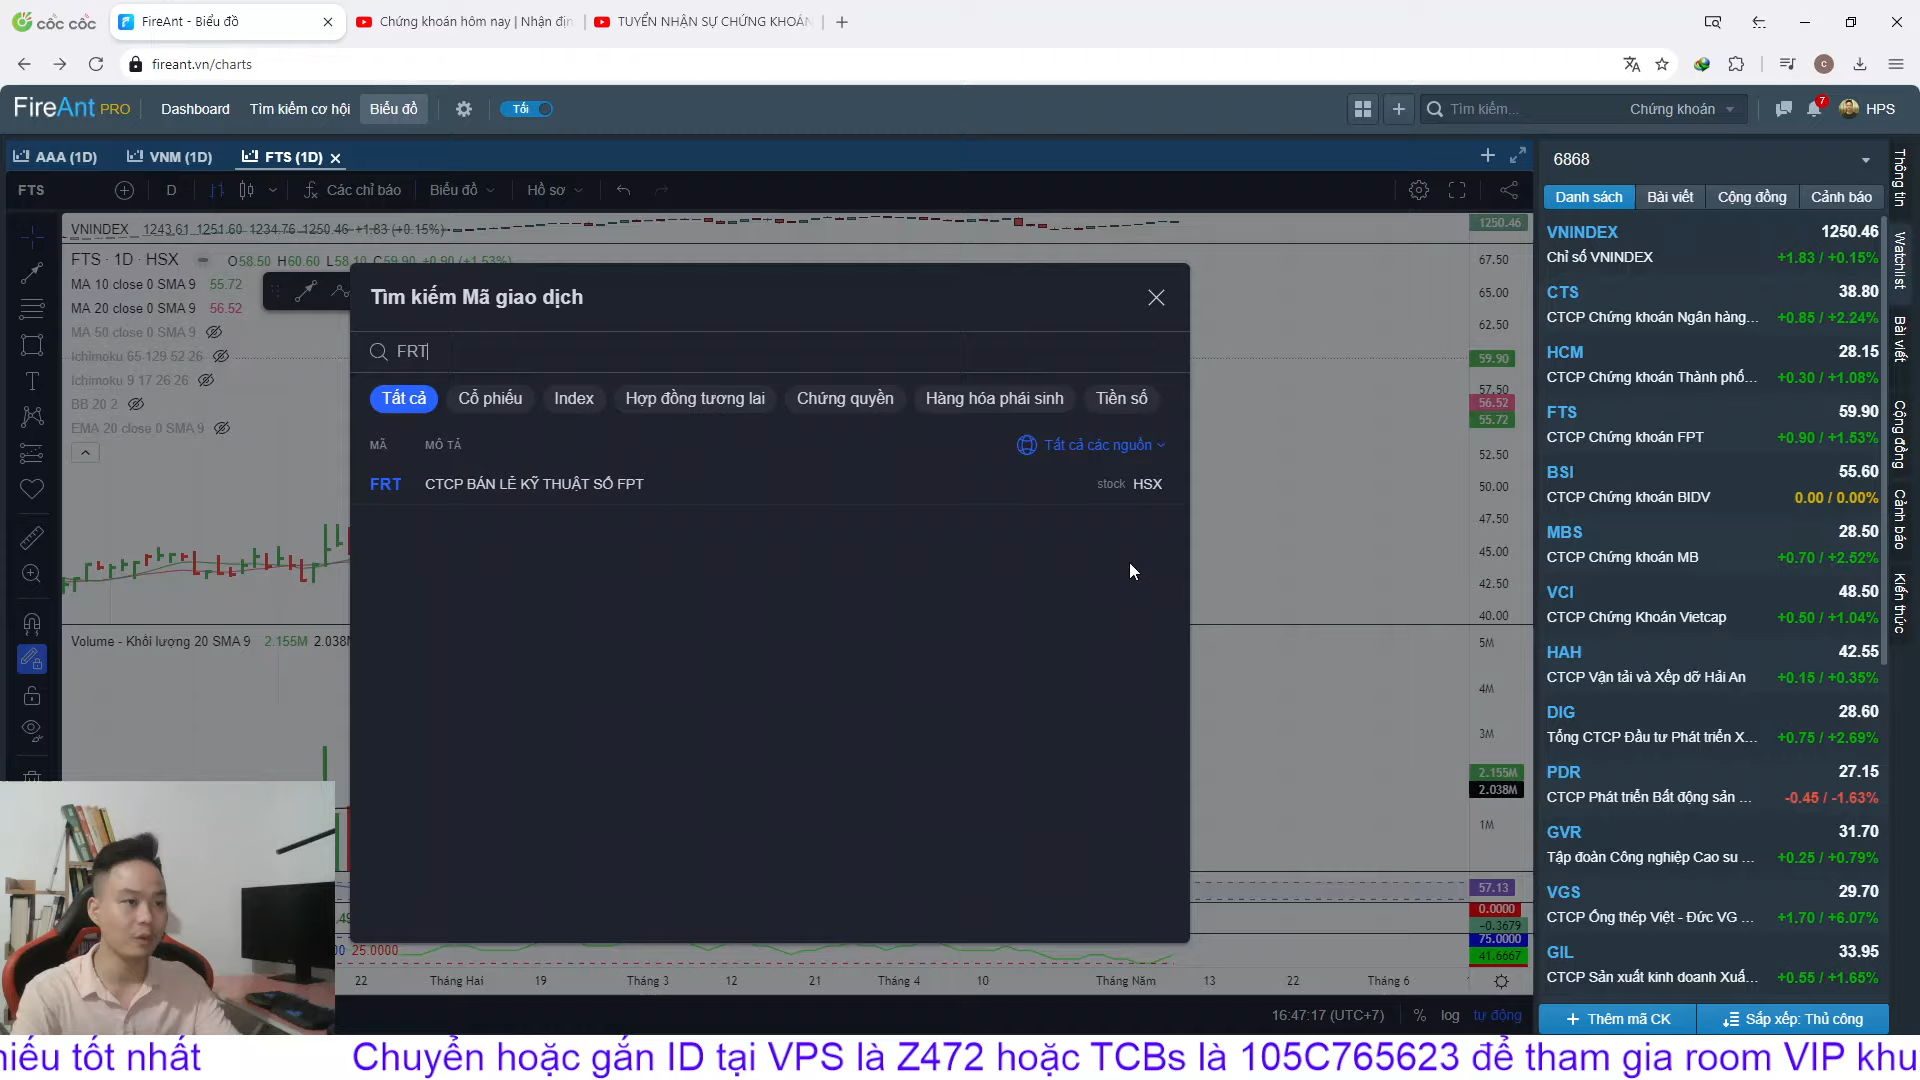 cốc cốc
FireAnt - Biểu đồ
Chứng khoán hôm nay | Nhận địn
TUYỂN NHẬN SỰ CHỨNG KHOÁN
fireant.vn/charts
FireAnt PRO
Dashboard
Tìm kiếm cơ hội
Biểu đồ
Tối
Tìm kiếm...
Chứng khoán
7
HPS
AAA (1D)
VNM (1D)
FTS (1D)
6868
FTS
D
Các chỉ báo
Biểu đồ
Hồ sơ
Danh sách
Bài viết
Cộng đồng
Cảnh báo
VNINDEX 1243.61 1251.60 1234.76 1250.46 +1.83 (+0.15%)
FTS · 1D · HSX O58.50 H60.60 L58.10 C59.90 +0.90 (+1.53%)
MA 10 close 0 SMA 9 55.72
MA 20 close 0 SMA 9 56.52
MA 50 close 0 SMA 9
Ichimoku 65 129 52 26
Ichimoku 9 17 26 26
BB 20 2
EMA 20 close 0 SMA 9
Volume - Khối lượng 20 SMA 9 2.155M 2.038M
Tìm kiếm Mã giao dịch
FRT
Tất cả
Cổ phiếu
Index
Hợp đồng tương lai
Chứng quyền
Hàng hóa phái sinh
Tiền số
MÃ
MÔ TẢ
Tất cả các nguồn
FRT CTCP BÁN LẺ KỸ THUẬT SỐ FPT stock HSX
1250.46
67.50
65.00
62.50
59.90
57.50
56.52
55.72
52.50
50.00
47.50
45.00
42.50
40.00
5M
4M
3M
2.155M
2.038M
1M
57.13
0.0000
-0.3679
75.0000
41.6667
25.0000
22
Tháng Hai
19
Tháng 3
12
21
Tháng 4
10
Tháng Năm
13
22
Tháng 6
16:47:17 (UTC+7)
%
log
tự động
VNINDEX 1250.46
Chỉ số VNINDEX +1.83 / +0.15%
CTS 38.80
CTCP Chứng khoán Ngân hàng... +0.85 / +2.24%
HCM 28.15
CTCP Chứng khoán Thành phố... +0.30 / +1.08%
FTS 59.90
CTCP Chứng khoán FPT +0.90 / +1.53%
BSI 55.60
CTCP Chứng khoán BIDV 0.00 / 0.00%
MBS 28.50
CTCP Chứng khoán MB +0.70 / +2.52%
VCI 48.50
CTCP Chứng Khoán Vietcap +0.50 / +1.04%
HAH 42.55
CTCP Vận tải và Xếp dỡ Hải An +0.15 / +0.35%
DIG 28.60
Tổng CTCP Đầu tư Phát triển X... +0.75 / +2.69%
PDR 27.15
CTCP Phát triển Bất động sản ... -0.45 / -1.63%
GVR 31.70
Tập đoàn Công nghiệp Cao su ... +0.25 / +0.79%
VGS 29.70
CTCP Ống thép Việt - Đức VG ... +1.70 / +6.07%
GIL 33.95
CTCP Sản xuất kinh doanh Xuấ... +0.55 / +1.65%
Thêm mã CK
Sắp xếp: Thủ công
Thông tin
Watchlist
Bài viết
Cộng đồng
Cảnh báo
Kiến thức
hiếu tốt nhất Chuyển hoặc gắn ID tại VPS là Z472 hoặc TCBs là 105C765623 để tham gia room VIP khu